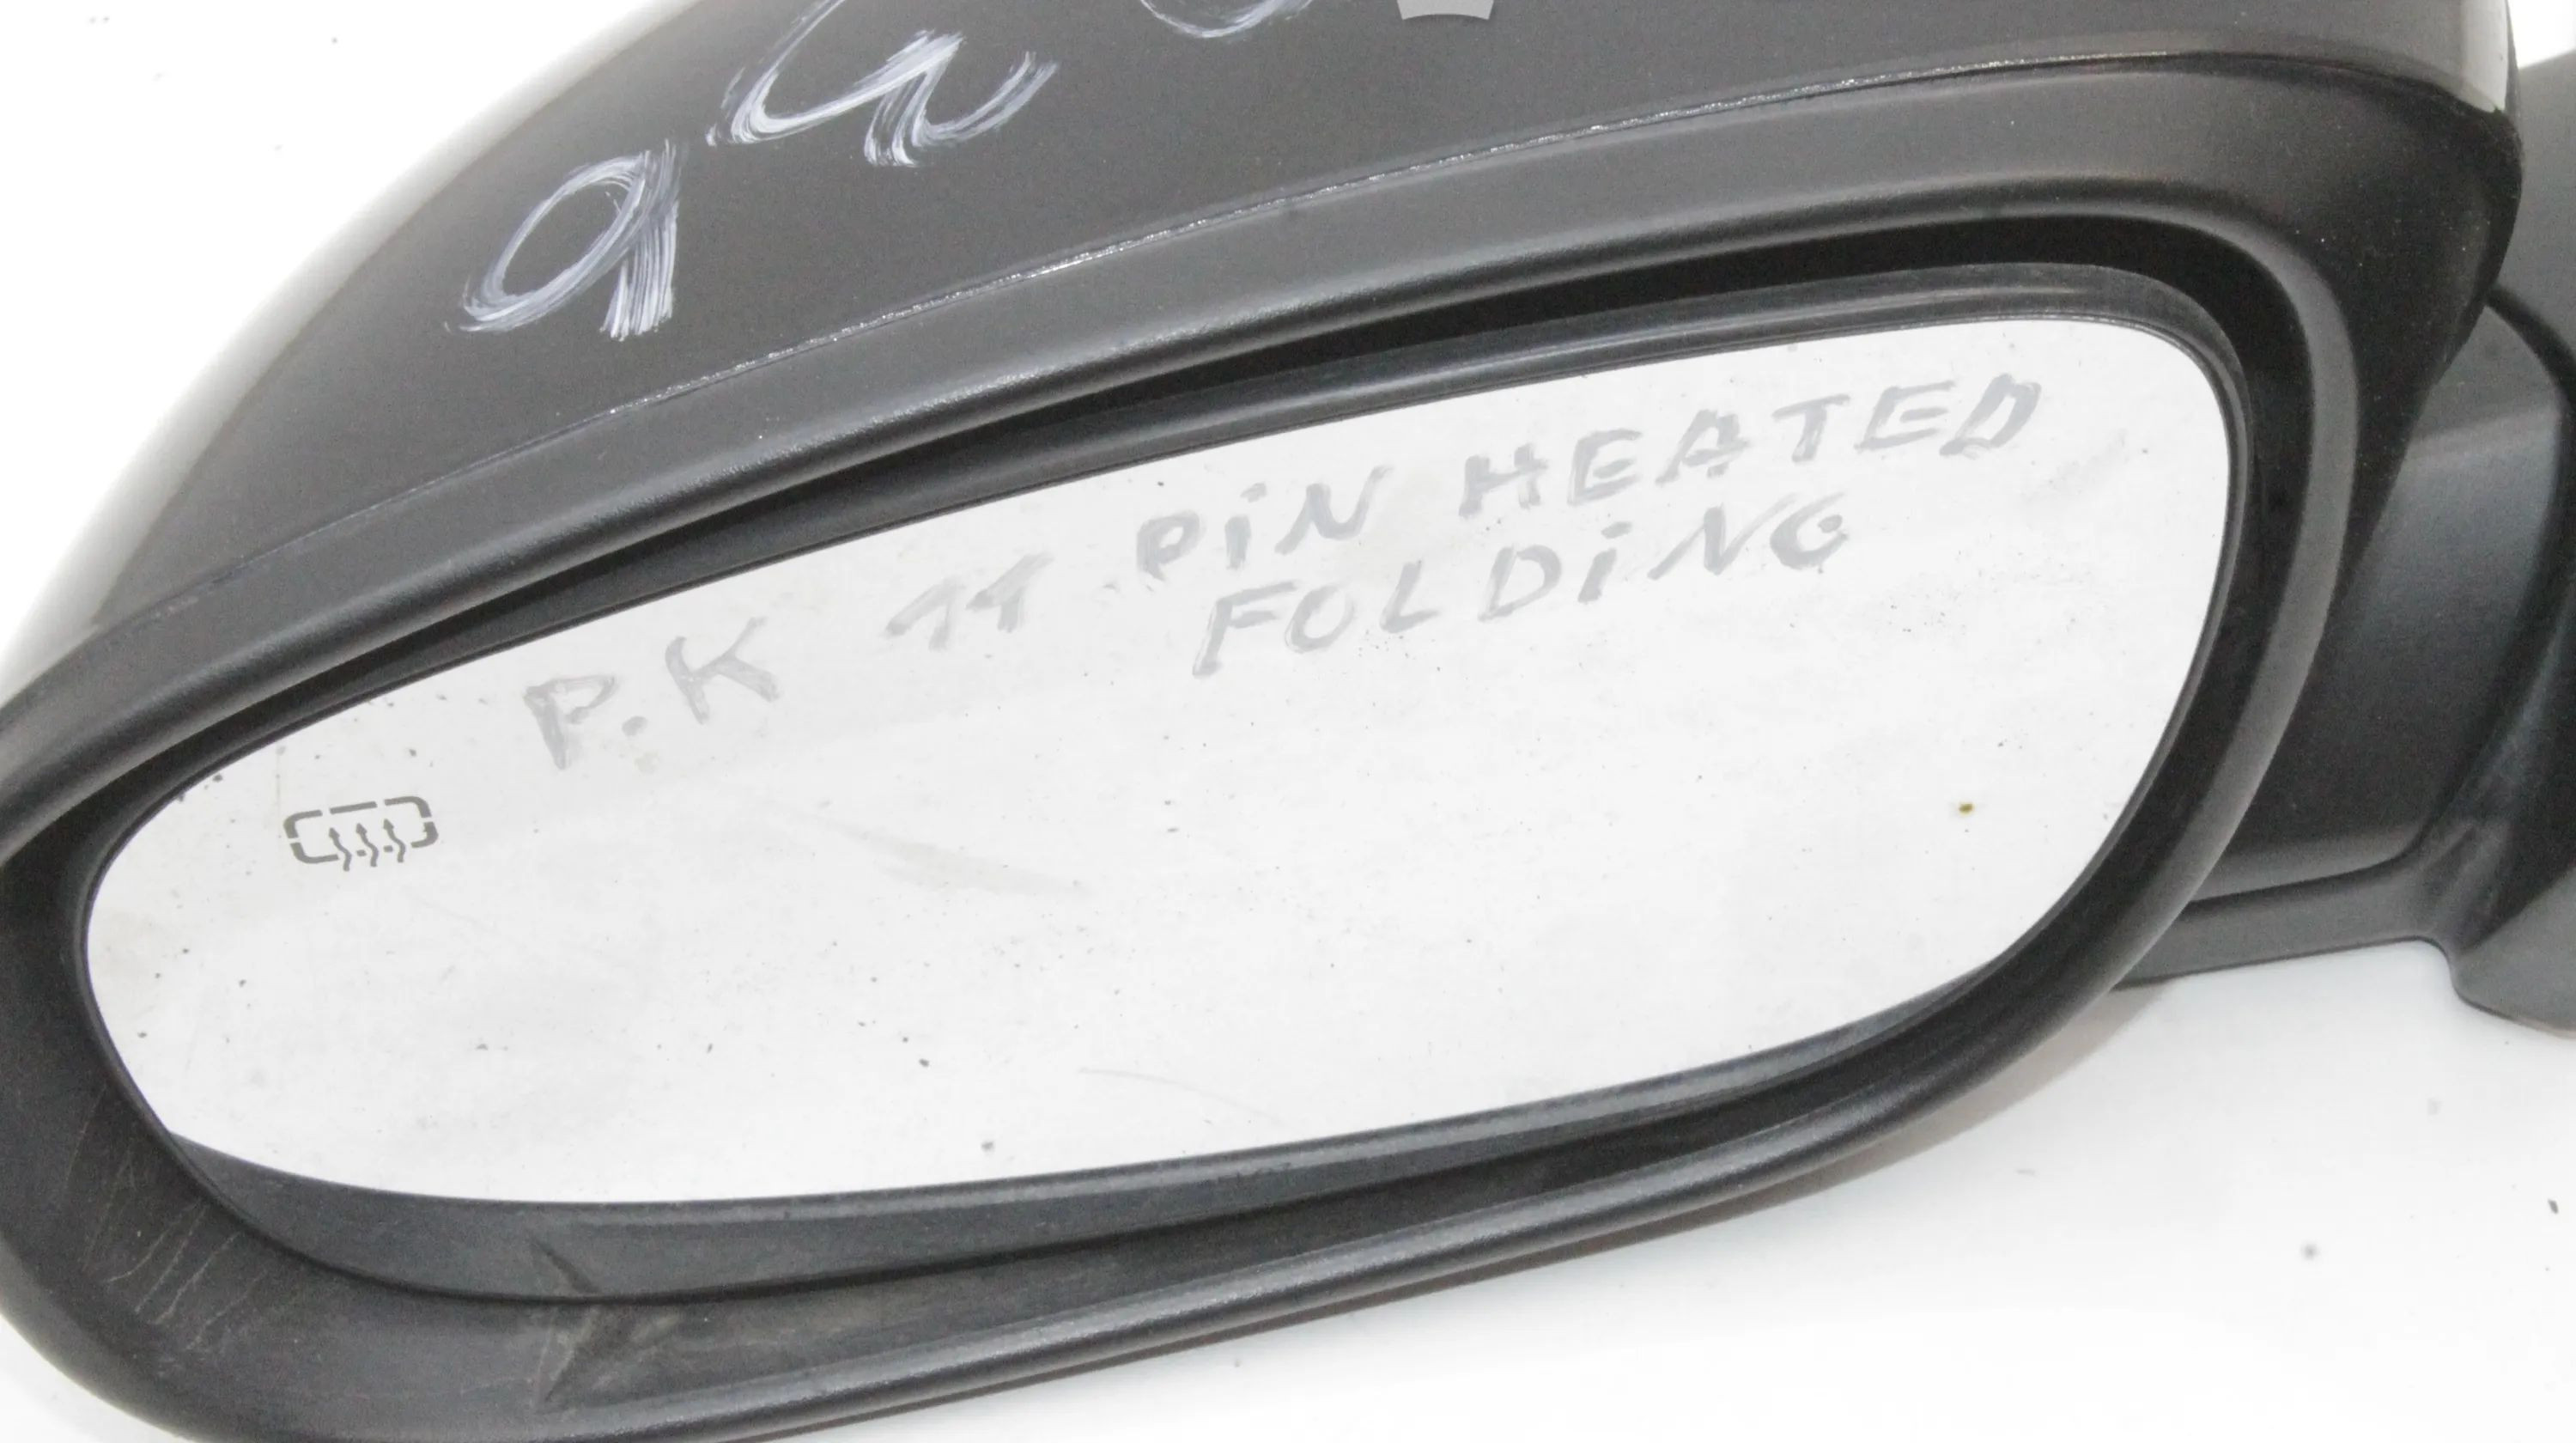 P.K 11 PiN HEATED
FOLDiNG